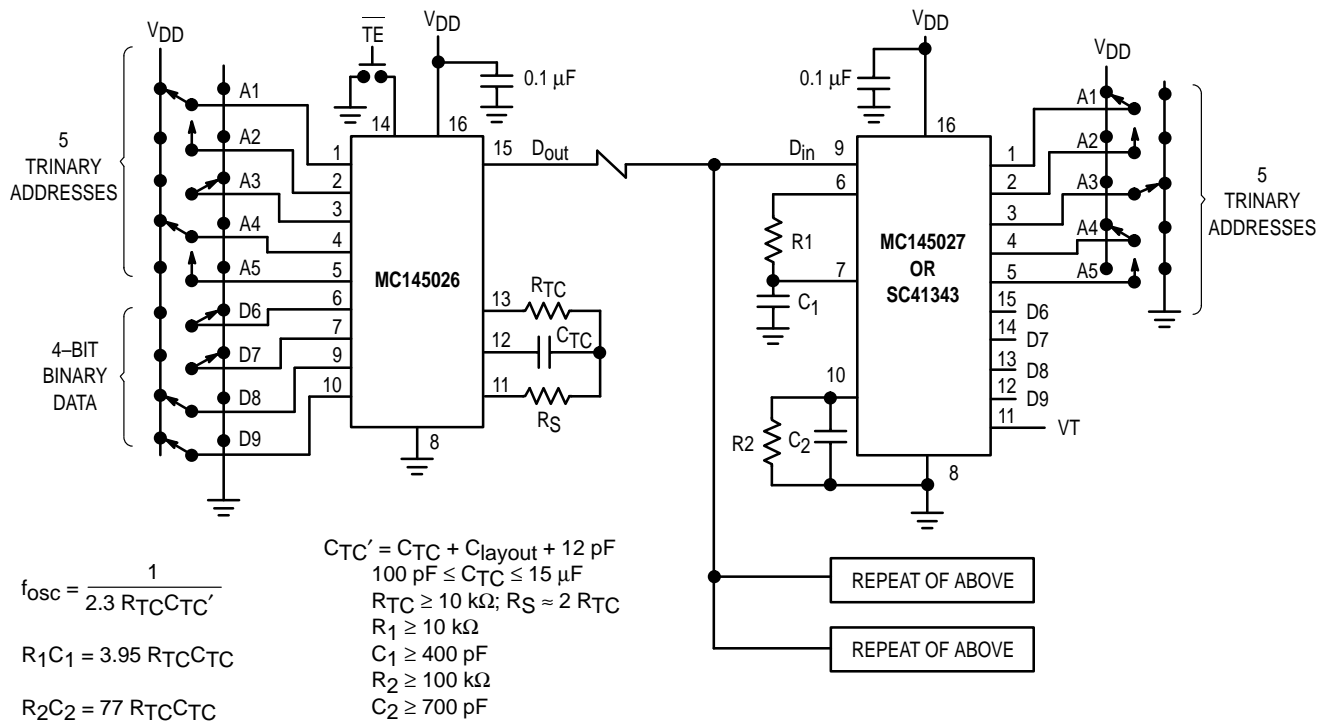 VDD
5
TRINARY
ADDRESSES
4–BIT
BINARY
DATA
A1
A2
A3
A4
A5
D6
D7
D8
D9
TE
VDD
0.1 µF
14
16
1
2
3
4
5
6
7
9
10
MC145026
15
Dout
13
RTC
12
CTC
11
RS
8
VDD
0.1 µF
16
Din
9
6
R1
7
C1
10
R2
C2
MC145027
OR
SC41343
1
2
3
4
5
15
D6
14
D7
13
D8
12
D9
11
VT
8
VDD
A1
A2
A3
A4
A5
5
TRINARY
ADDRESSES
REPEAT OF ABOVE
REPEAT OF ABOVE
fosc = 1 / 2.3 RTCCTC′
R1C1 = 3.95 RTCCTC
R2C2 = 77 RTCCTC
CTC′ = CTC + Clayout + 12 pF
100 pF ≤ CTC ≤ 15 µF
RTC ≥ 10 kΩ; RS ≈ 2 RTC
R1 ≥ 10 kΩ
C1 ≥ 400 pF
R2 ≥ 100 kΩ
C2 ≥ 700 pF